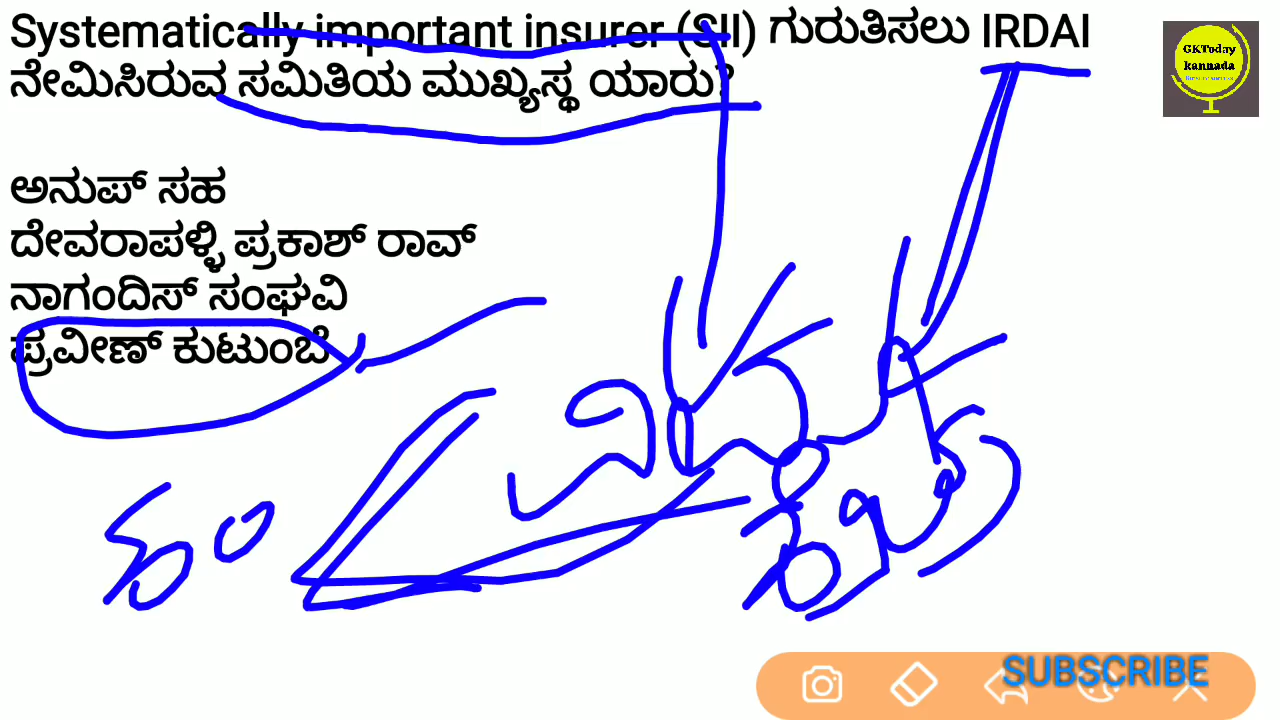 Systematically important insurer (SII) ಗುರುತಿಸಲು IRDAI
ನೇಮಿಸಿರುವ ಸಮಿತಿಯ ಮುಖ್ಯಸ್ಥ ಯಾರು?
ಅನುಪ್ ಸಹ
ದೇವರಾಪಳ್ಳಿ ಪ್ರಕಾಶ್ ರಾವ್
ನಾಗಂದಿಸ್ ಸಂಘವಿ
ಪ್ರವೀಣ್ ಕುಟುಂಬೆ
GKToday
kannada
SUBSCRIBE